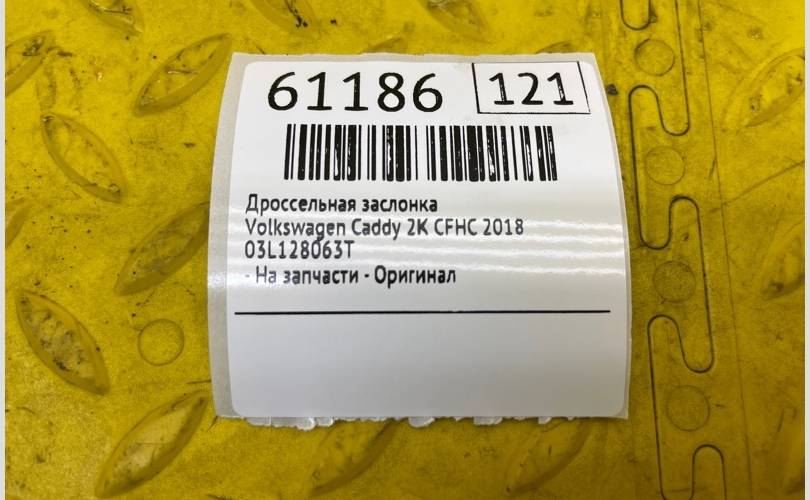 61186 121
Дроссельная заслонка
Volkswagen Caddy 2K CFHC 2018
03L128063T
- На запчасти - Оригинал